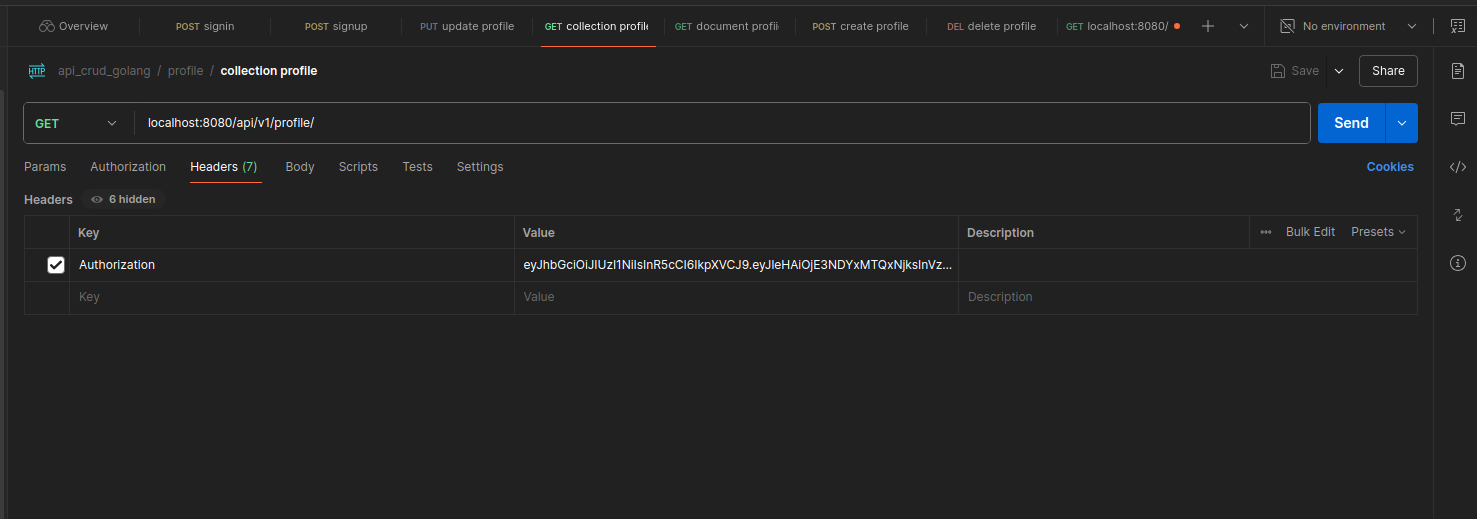 Overview POST signin POST signup PUT update profile GET collection profile GET document profi POST create profile DEL delete profile GET localhost:8080/ No environment
HTTP api_crud_golang / profile / collection profile Save Share
GET localhost:8080/api/v1/profile/ Send
Params Authorization Headers (7) Body Scripts Tests Settings Cookies
Headers 6 hidden
Key Value Description Bulk Edit Presets
Authorization eyJhbGciOiJIUzI1NiIsInR5cCI6IkpXVCJ9.eyJleHAiOjE3NDYxMTQxNjksInVz...
Key Value Description